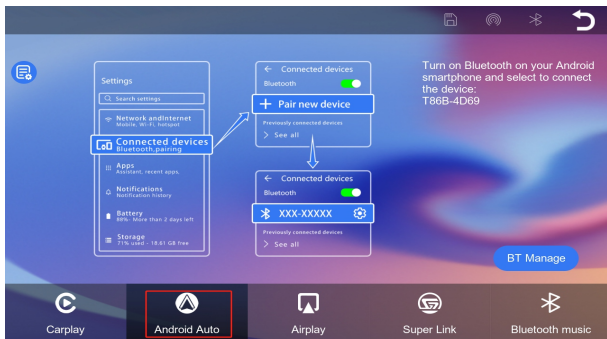 Settings
Search settings
Network andInternet
Mobile, Wi-Fi, hotspot
Connected devices
Bluetooth,pairing
Apps
Assistant, recent apps,
Notifications
Notification history
Battery
88%- More than 2 days left
Storage
71% used - 18.61 GB free
Connected devices
Bluetooth
Pair new device
Previously connected devices
See all
Connected devices
Bluetooth
XXX-XXXXX
Previously connected devices
See all
Turn on Bluetooth on your Android
smartphone and select to connect
the device:
T86B-4D69
BT Manage
Carplay
Android Auto
Airplay
Super Link
Bluetooth music